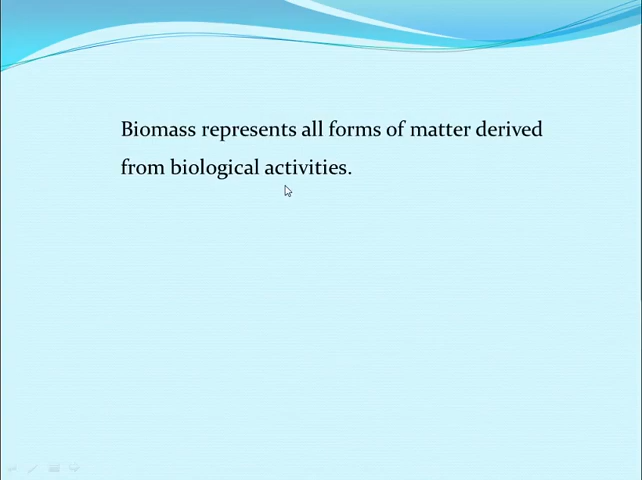 Biomass represents all forms of matter derived
from biological activities.